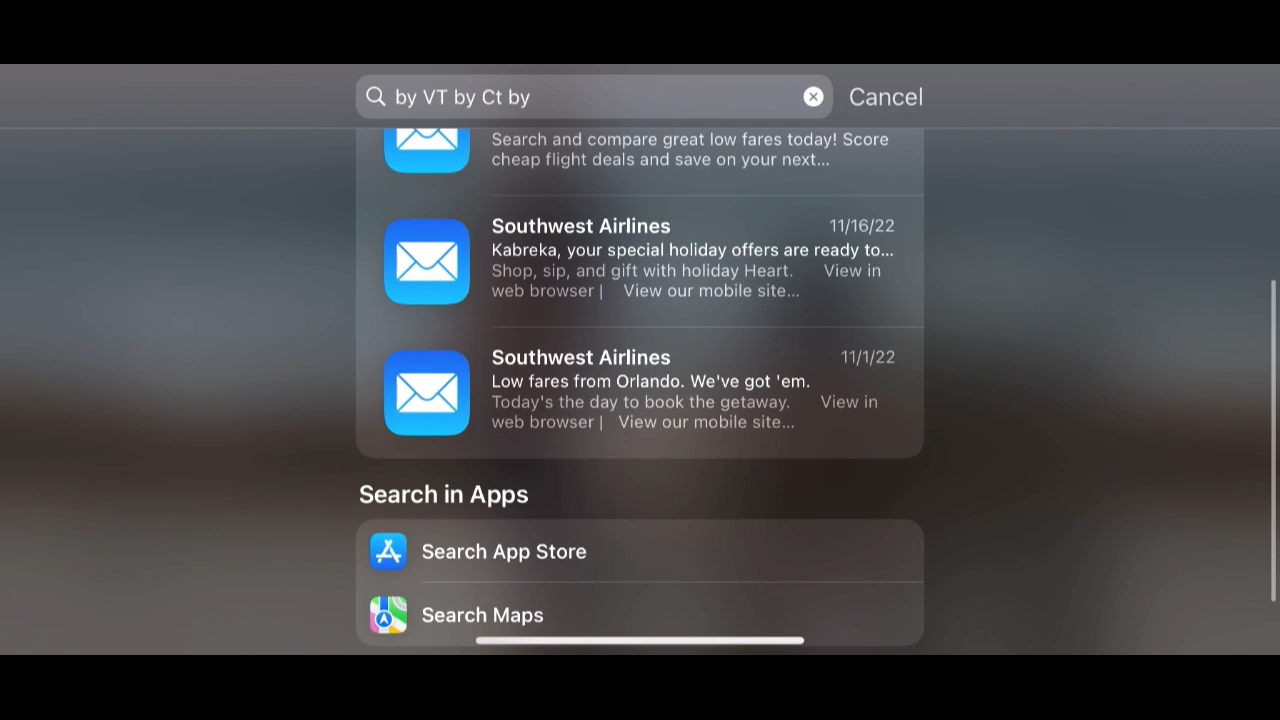 by VT by Ct by
Cancel
Search and compare great low fares today! Score
cheap flight deals and save on your next...
Southwest Airlines 11/16/22
Kabreka, your special holiday offers are ready to...
Shop, sip, and gift with holiday Heart. View in
web browser | View our mobile site...
Southwest Airlines 11/1/22
Low fares from Orlando. We've got 'em.
Today's the day to book the getaway. View in
web browser | View our mobile site...
Search in Apps
Search App Store
Search Maps